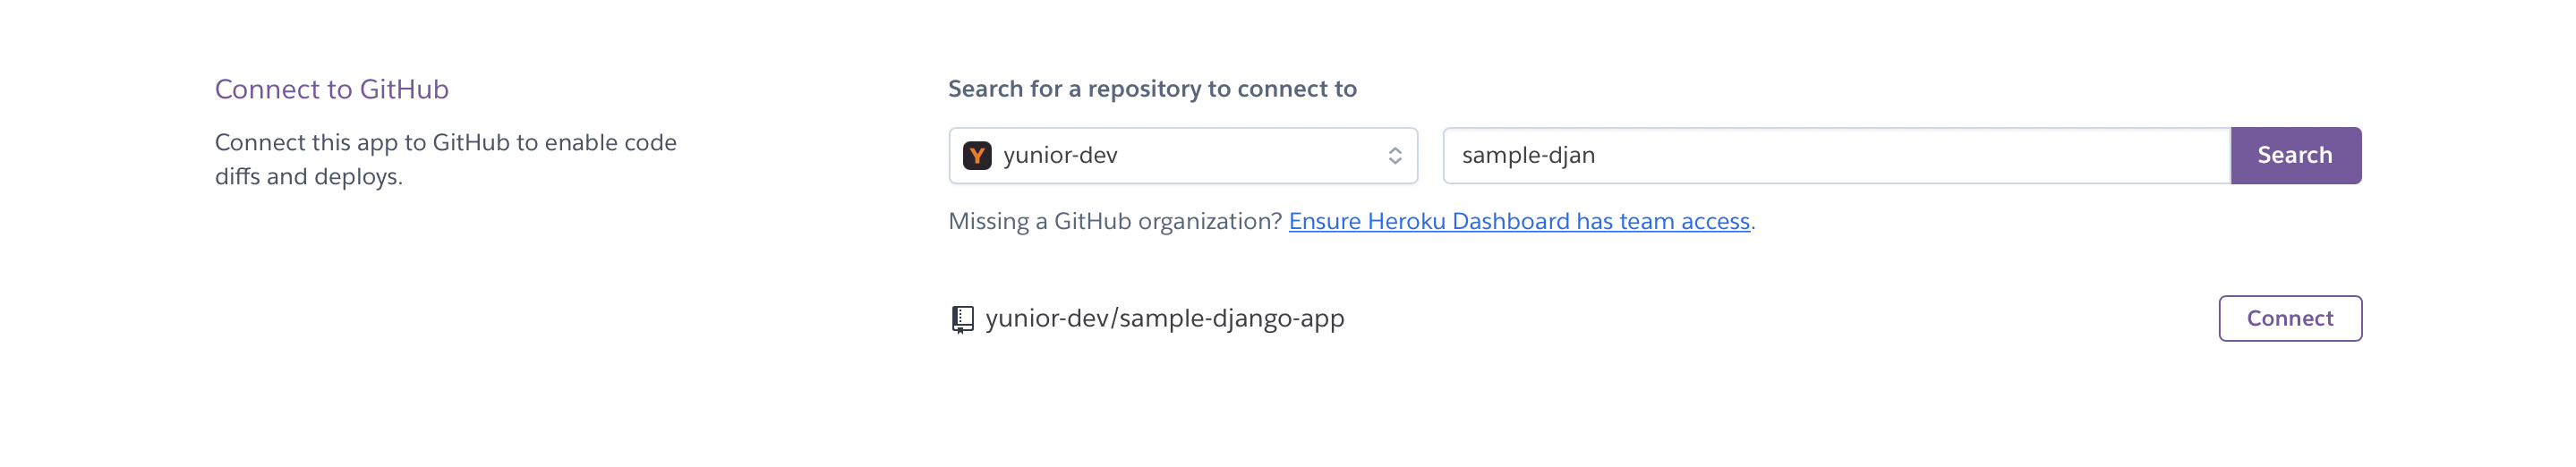 Connect to GitHub
Connect this app to GitHub to enable code
diffs and deploys.
Search for a repository to connect to
Y yunior-dev
sample-djan
Search
Missing a GitHub organization? Ensure Heroku Dashboard has team access.
yunior-dev/sample-django-app
Connect